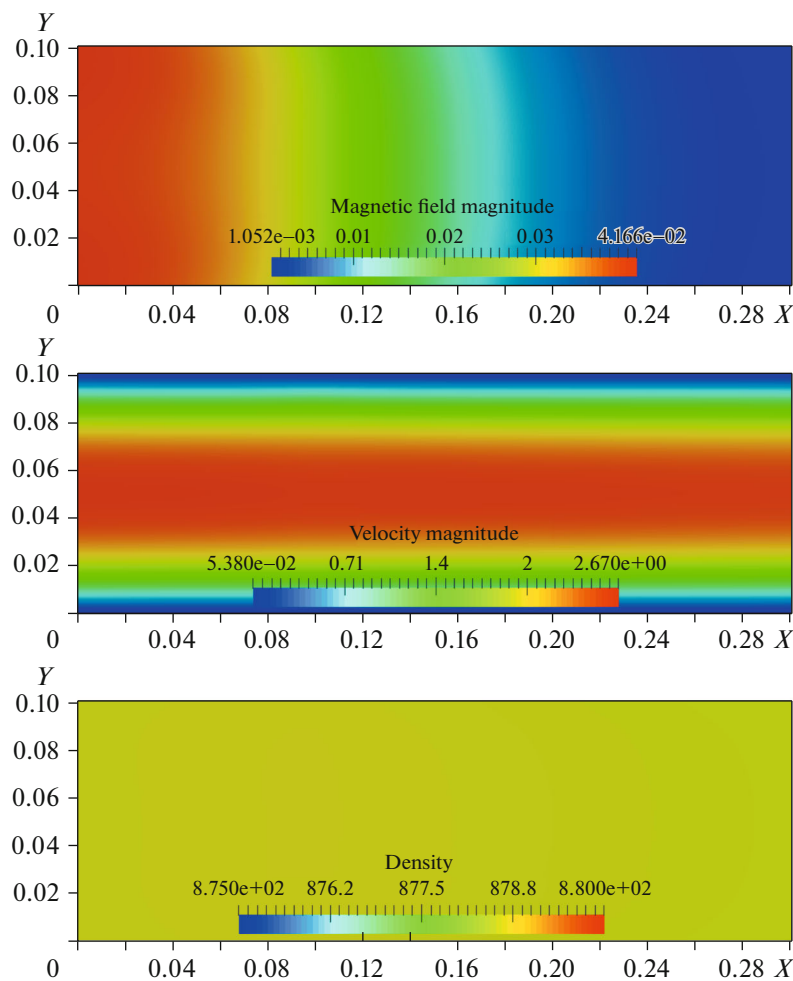 Y
0.10
0.08
0.06
0.04
0.02
Magnetic field magnitude
1.052e−03 0.01 0.02 0.03 4.166e−02
0 0.04 0.08 0.12 0.16 0.20 0.24 0.28 X
Y
0.10
0.08
0.06
0.04
0.02
Velocity magnitude
5.380e−02 0.71 1.4 2 2.670e+00
0 0.04 0.08 0.12 0.16 0.20 0.24 0.28 X
Y
0.10
0.08
0.06
0.04
0.02
Density
8.750e+02 876.2 877.5 878.8 8.800e+02
0 0.04 0.08 0.12 0.16 0.20 0.24 0.28 X